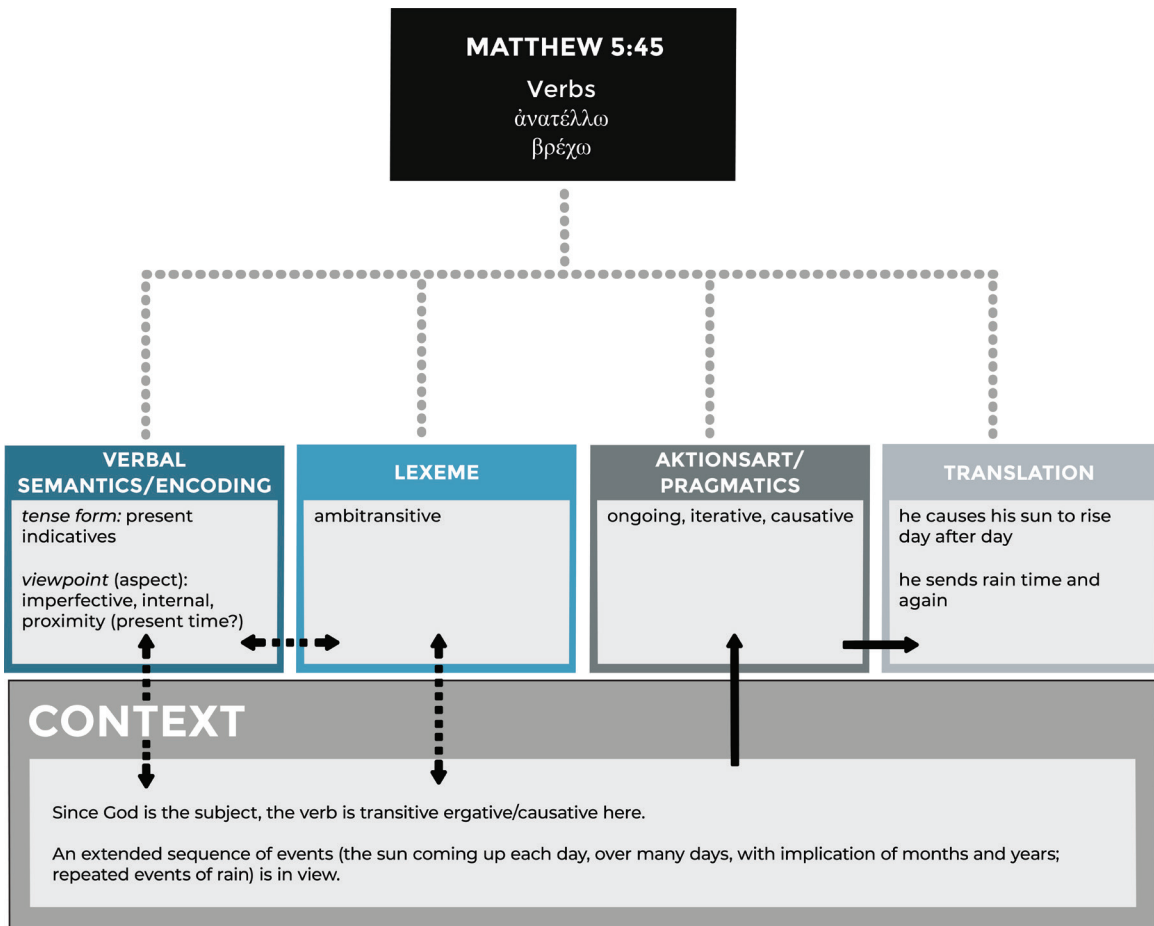 MATTHEW 5:45
Verbs
ἀνατέλλω
βρέχω
VERBAL
SEMANTICS/ENCODING
tense form: present
indicatives
viewpoint (aspect):
imperfective, internal,
proximity (present time?)
LEXEME
ambitransitive
AKTIONSART/
PRAGMATICS
ongoing, iterative, causative
TRANSLATION
he causes his sun to rise
day after day
he sends rain time and
again
CONTEXT
Since God is the subject, the verb is transitive ergative/causative here.
An extended sequence of events (the sun coming up each day, over many days, with implication of months and years;
repeated events of rain) is in view.